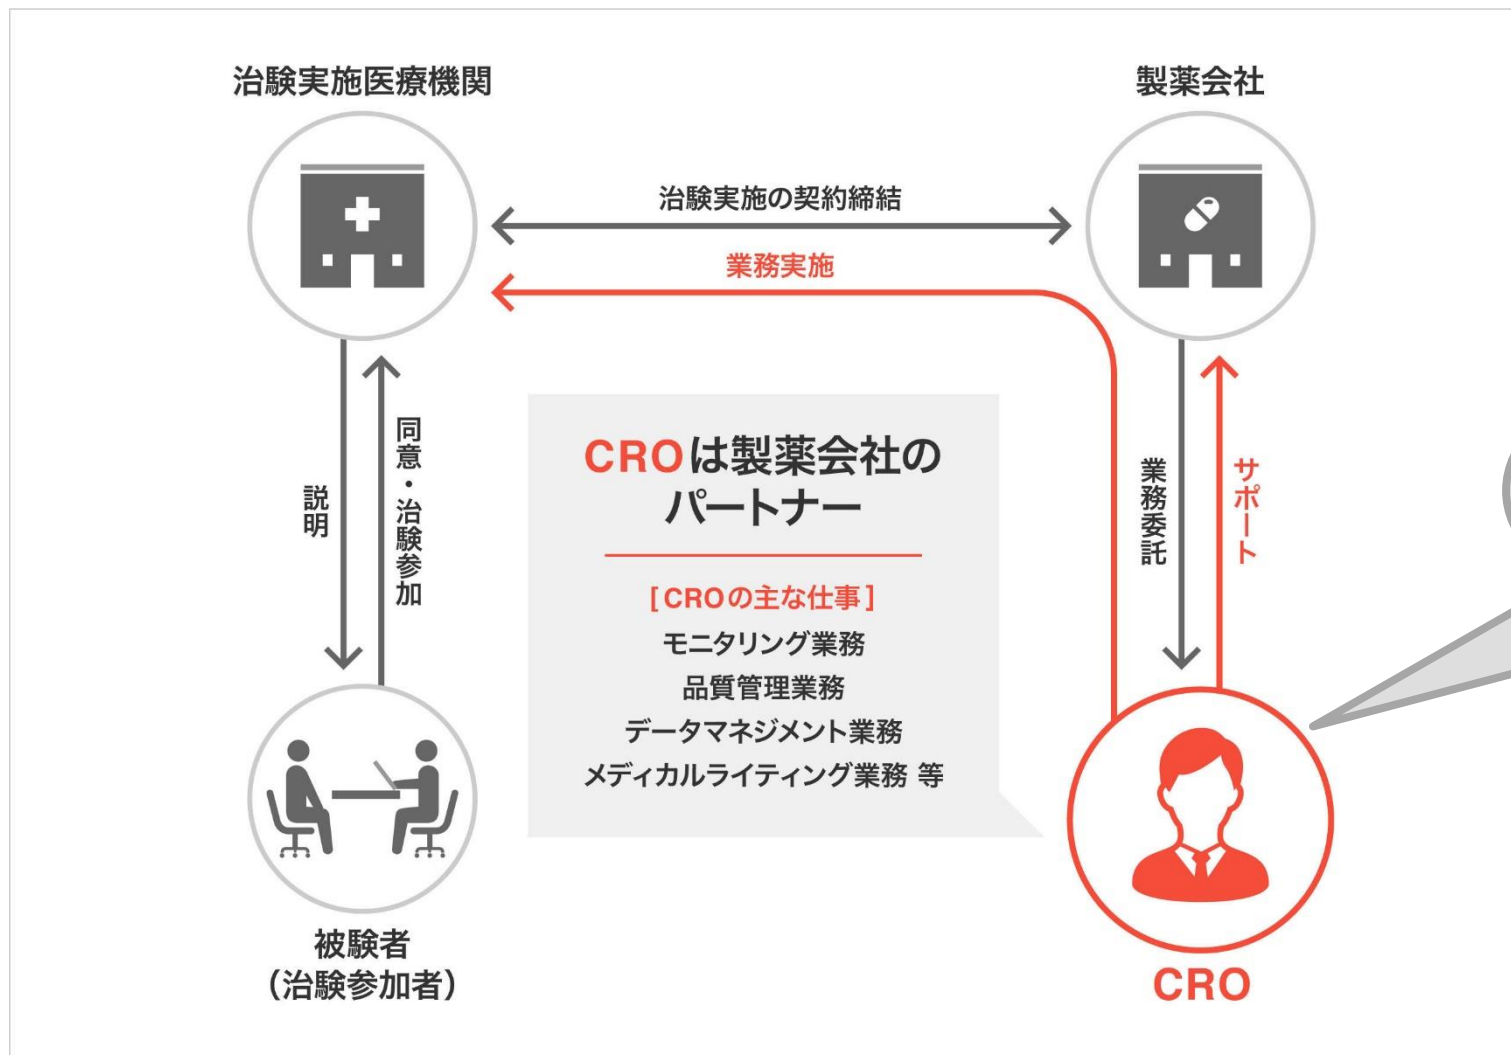 治験実施医療機関
製薬会社
治験実施の契約締結
業務実施
説明
同意・治験参加
CROは製薬会社の
パートナー
[CROの主な仕事]
モニタリング業務
品質管理業務
データマネジメント業務
メディカルライティング業務 等
業務委託
サポート
被験者
（治験参加者）
CRO